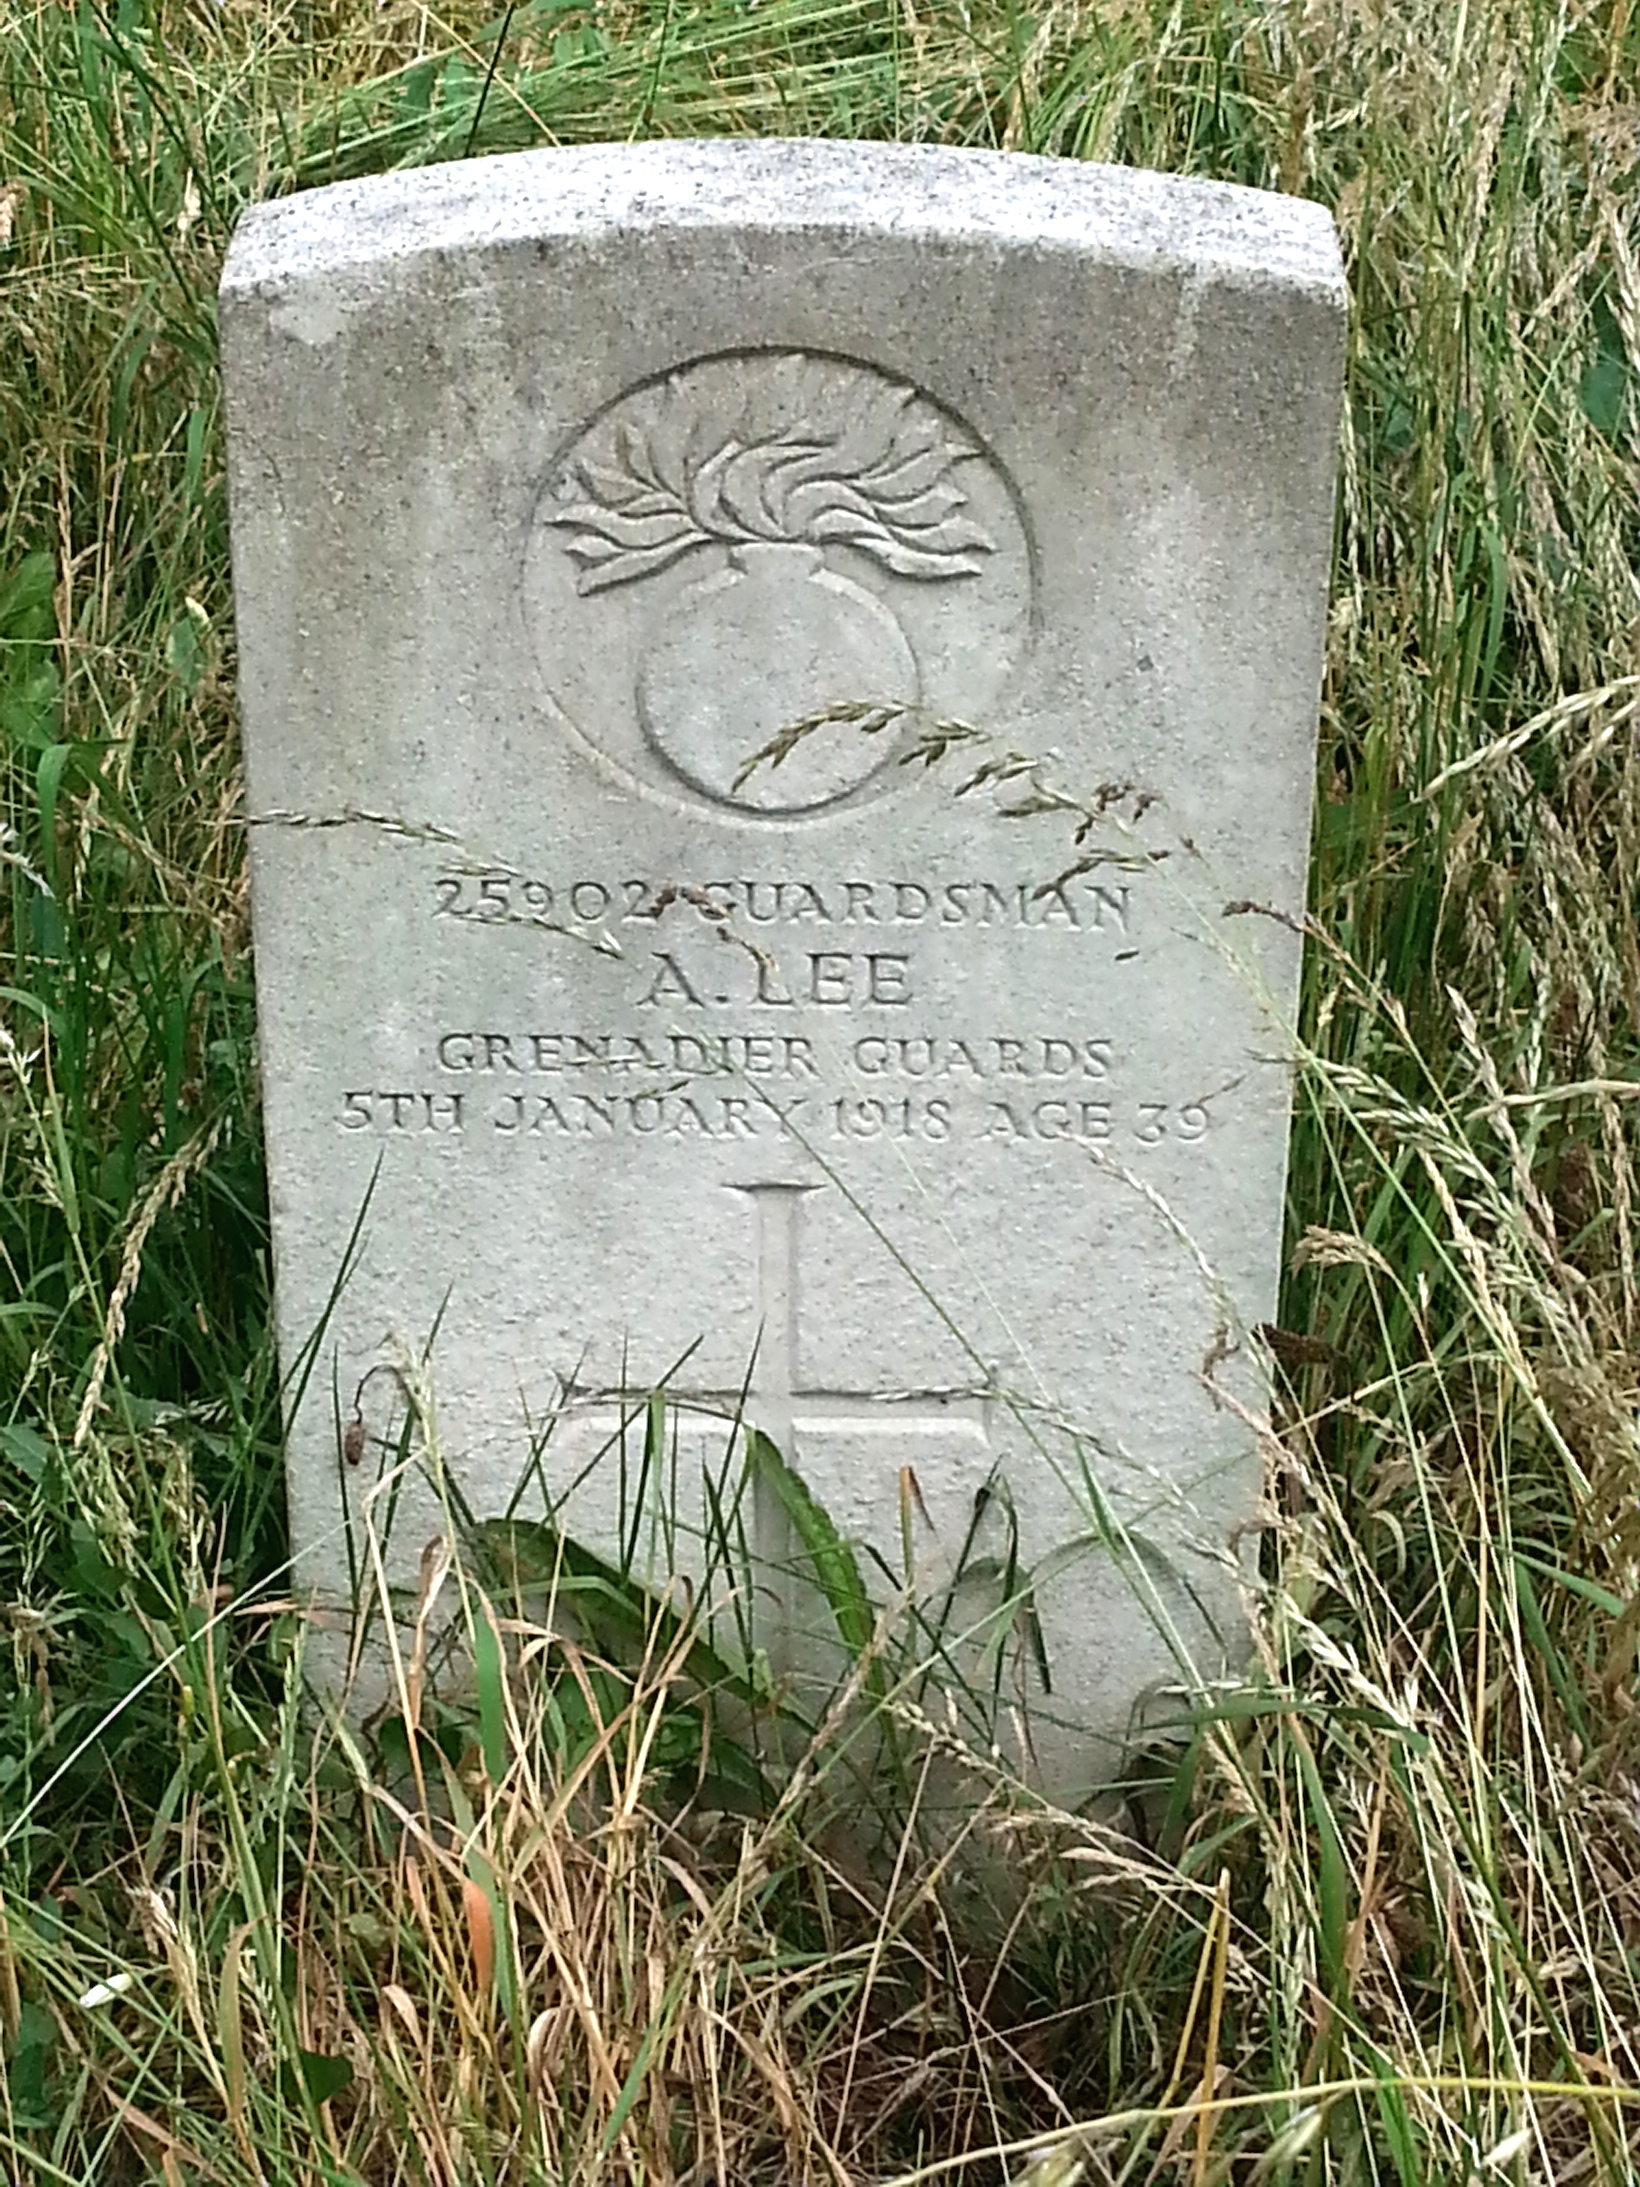 25902 GUARDSMAN
A. LEE
GRENADIER GUARDS
5TH JANUARY 1918 AGE 39